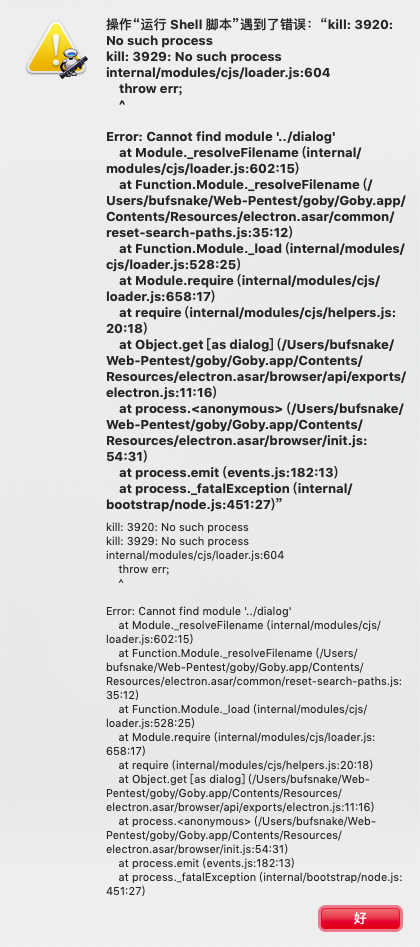 操作“运行 Shell 脚本”遇到了错误：“kill: 3920:
No such process
kill: 3929: No such process
internal/modules/cjs/loader.js:604
    throw err;
    ^
Error: Cannot find module '../dialog'
    at Module._resolveFilename (internal/
modules/cjs/loader.js:602:15)
    at Function.Module._resolveFilename (/
Users/bufsnake/Web-Pentest/goby/Goby.app/
Contents/Resources/electron.asar/common/
reset-search-paths.js:35:12)
    at Function.Module._load (internal/modules/
cjs/loader.js:528:25)
    at Module.require (internal/modules/cjs/
loader.js:658:17)
    at require (internal/modules/cjs/helpers.js:
20:18)
    at Object.get [as dialog] (/Users/bufsnake/
Web-Pentest/goby/Goby.app/Contents/
Resources/electron.asar/browser/api/exports/
electron.js:11:16)
    at process.<anonymous> (/Users/bufsnake/
Web-Pentest/goby/Goby.app/Contents/
Resources/electron.asar/browser/init.js:
54:31)
    at process.emit (events.js:182:13)
    at process._fatalException (internal/
bootstrap/node.js:451:27)”
kill: 3920: No such process
kill: 3929: No such process
internal/modules/cjs/loader.js:604
    throw err;
    ^
Error: Cannot find module '../dialog'
    at Module._resolveFilename (internal/modules/cjs/
loader.js:602:15)
    at Function.Module._resolveFilename (/Users/
bufsnake/Web-Pentest/goby/Goby.app/Contents/
Resources/electron.asar/common/reset-search-paths.js:
35:12)
    at Function.Module._load (internal/modules/cjs/
loader.js:528:25)
    at Module.require (internal/modules/cjs/loader.js:
658:17)
    at require (internal/modules/cjs/helpers.js:20:18)
    at Object.get [as dialog] (/Users/bufsnake/Web-
Pentest/goby/Goby.app/Contents/Resources/
electron.asar/browser/api/exports/electron.js:11:16)
    at process.<anonymous> (/Users/bufsnake/Web-
Pentest/goby/Goby.app/Contents/Resources/
electron.asar/browser/init.js:54:31)
    at process.emit (events.js:182:13)
    at process._fatalException (internal/bootstrap/node.js:
451:27)
好